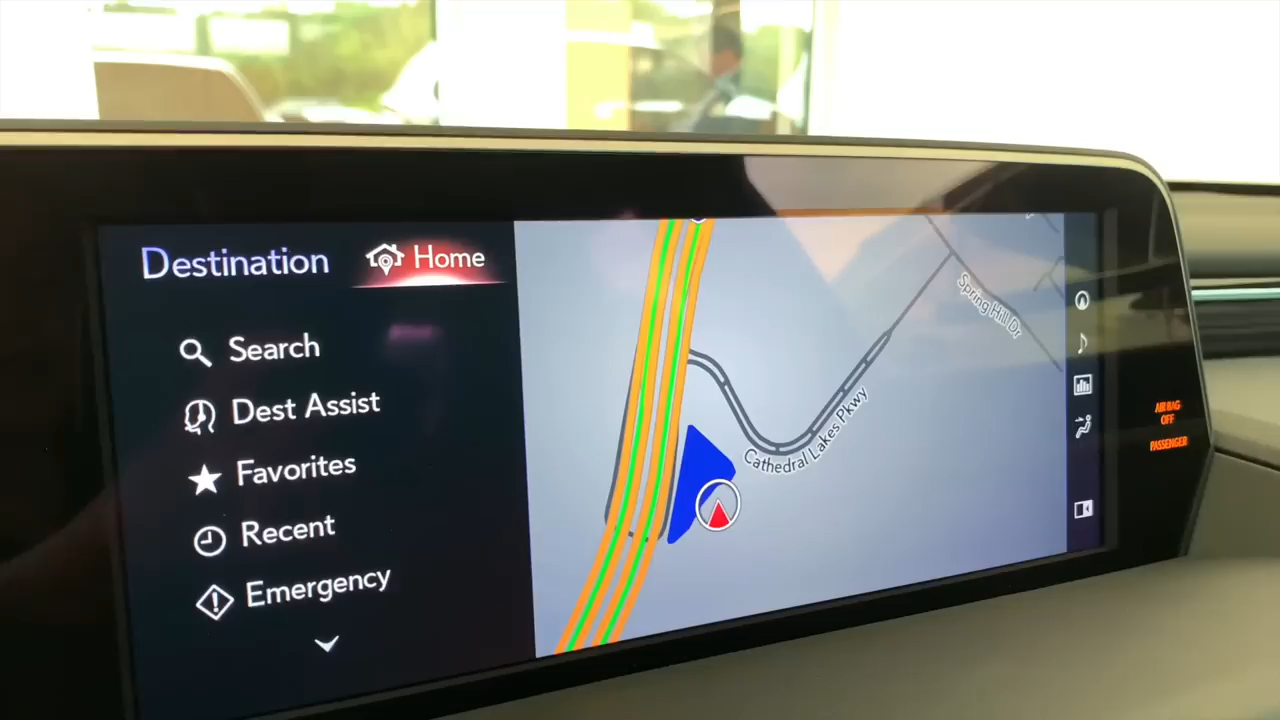 Destination
Home
Search
Dest Assist
Favorites
Recent
Emergency
Spring Hill Dr
Cathedral Lakes Pkwy
AIR BAG
OFF
PASSENGER